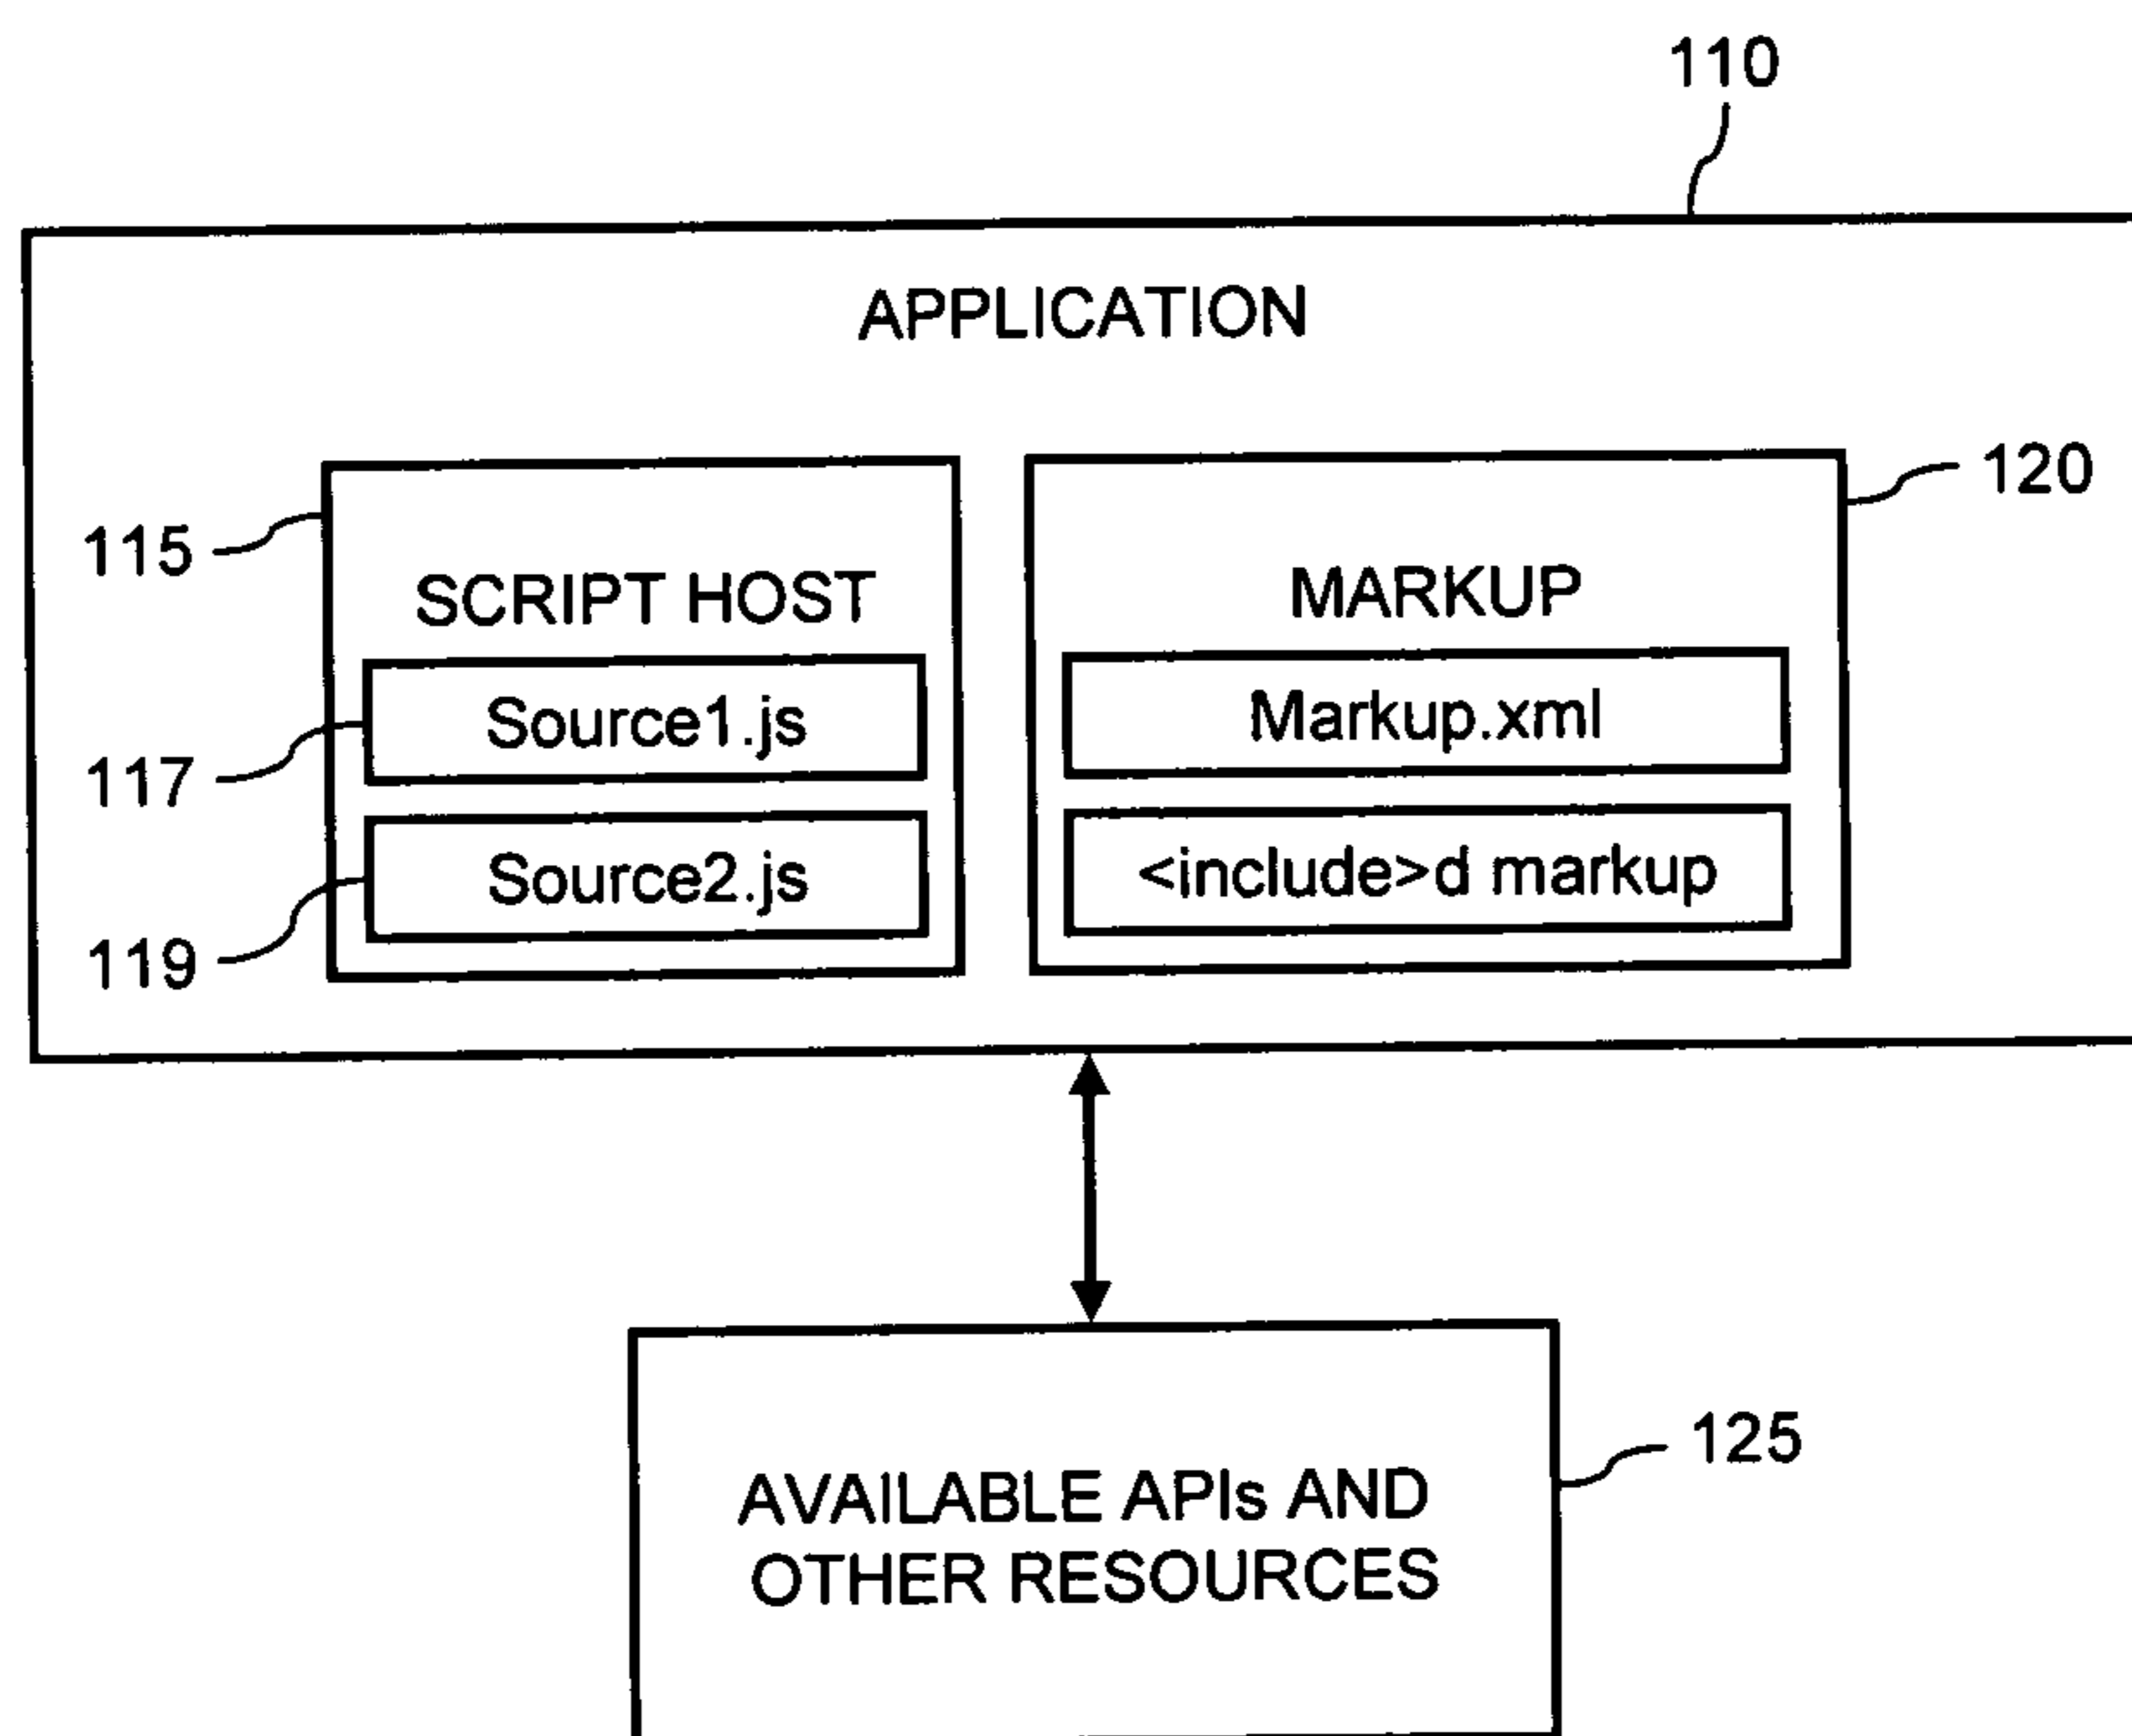 110
APPLICATION
120
115
SCRIPT HOST
MARKUP
Source1.js
Markup.xml
117
Source2.js
<include>d markup
119
125
AVAILABLE APIs AND
OTHER RESOURCES